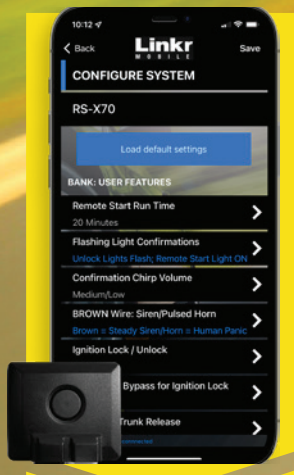 10:12
Back
Linkr
MOBILE
Save
CONFIGURE SYSTEM
RS-X70
Load default settings
BANK: USER FEATURES
Remote Start Run Time
20 Minutes
Flashing Light Confirmations
Unlock Lights Flash; Remote Start Light ON
Confirmation Chirp Volume
Medium/Low
BROWN Wire: Siren/Pulsed Horn
Brown = Steady Siren/Horn = Human Panic
Ignition Lock / Unlock
Bypass for Ignition Lock
Trunk Release